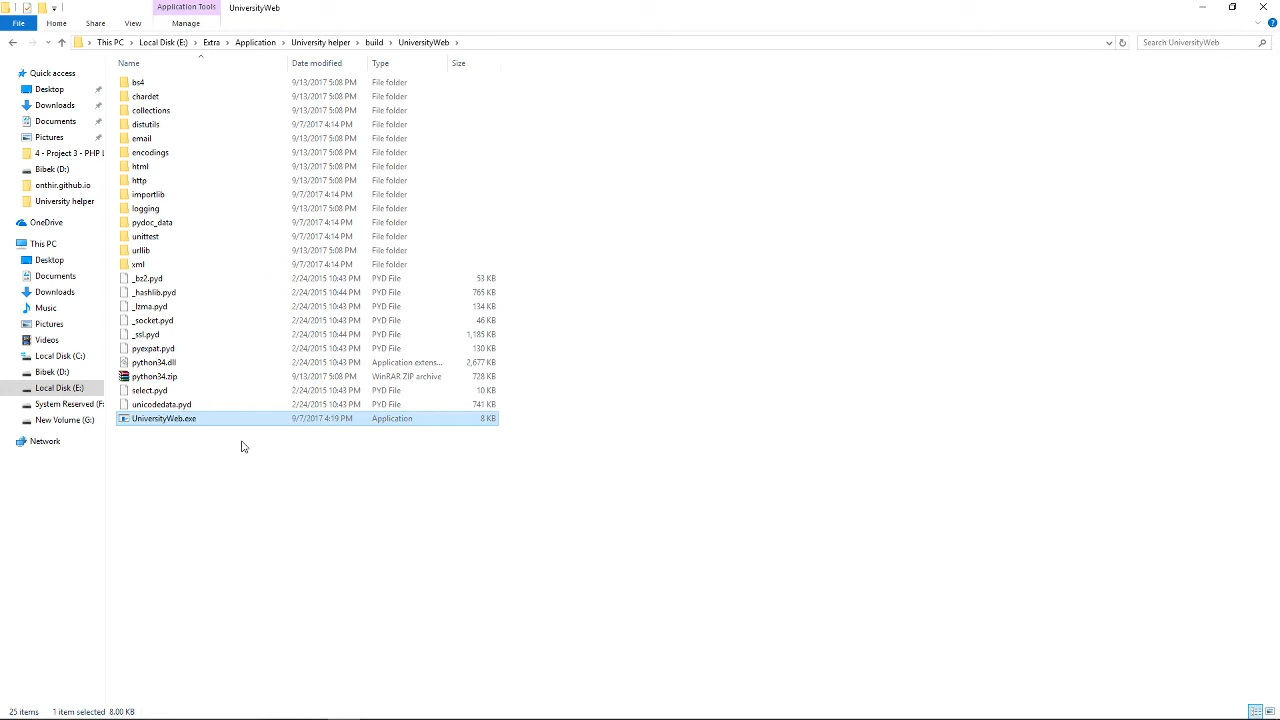 Application Tools
UniversityWeb
File
Home
Share
View
Manage
This PC
Local Disk (E:)
Extra
Application
University helper
build
UniversityWeb
Search UniversityWeb
Name
Date modified
Type
Size
Quick access
Desktop
Downloads
Documents
Pictures
4 - Project 3 - PHP L
Bibek (D:)
onthir.github.io
University helper
OneDrive
This PC
Desktop
Documents
Downloads
Music
Pictures
Videos
Local Disk (C:)
Bibek (D:)
Local Disk (E:)
System Reserved (F:
New Volume (G:)
Network
bs4 9/13/2017 5:08 PM File folder
chardet 9/13/2017 5:08 PM File folder
collections 9/13/2017 5:08 PM File folder
distutils 9/7/2017 4:14 PM File folder
email 9/13/2017 5:08 PM File folder
encodings 9/13/2017 5:08 PM File folder
html 9/13/2017 5:08 PM File folder
http 9/13/2017 5:08 PM File folder
importlib 9/7/2017 4:14 PM File folder
logging 9/13/2017 5:08 PM File folder
pydoc_data 9/7/2017 4:14 PM File folder
unittest 9/7/2017 4:14 PM File folder
urllib 9/13/2017 5:08 PM File folder
xml 9/7/2017 4:14 PM File folder
_bz2.pyd 2/24/2015 10:43 PM PYD File 53 KB
_hashlib.pyd 2/24/2015 10:44 PM PYD File 765 KB
_lzma.pyd 2/24/2015 10:43 PM PYD File 134 KB
_socket.pyd 2/24/2015 10:43 PM PYD File 46 KB
_ssl.pyd 2/24/2015 10:44 PM PYD File 1,185 KB
pyexpat.pyd 2/24/2015 10:43 PM PYD File 130 KB
python34.dll 2/24/2015 10:43 PM Application extens... 2,677 KB
python34.zip 9/13/2017 5:08 PM WinRAR ZIP archive 728 KB
select.pyd 2/24/2015 10:43 PM PYD File 10 KB
unicodedata.pyd 2/24/2015 10:43 PM PYD File 741 KB
UniversityWeb.exe 9/7/2017 4:19 PM Application 8 KB
25 items 1 item selected 8.00 KB